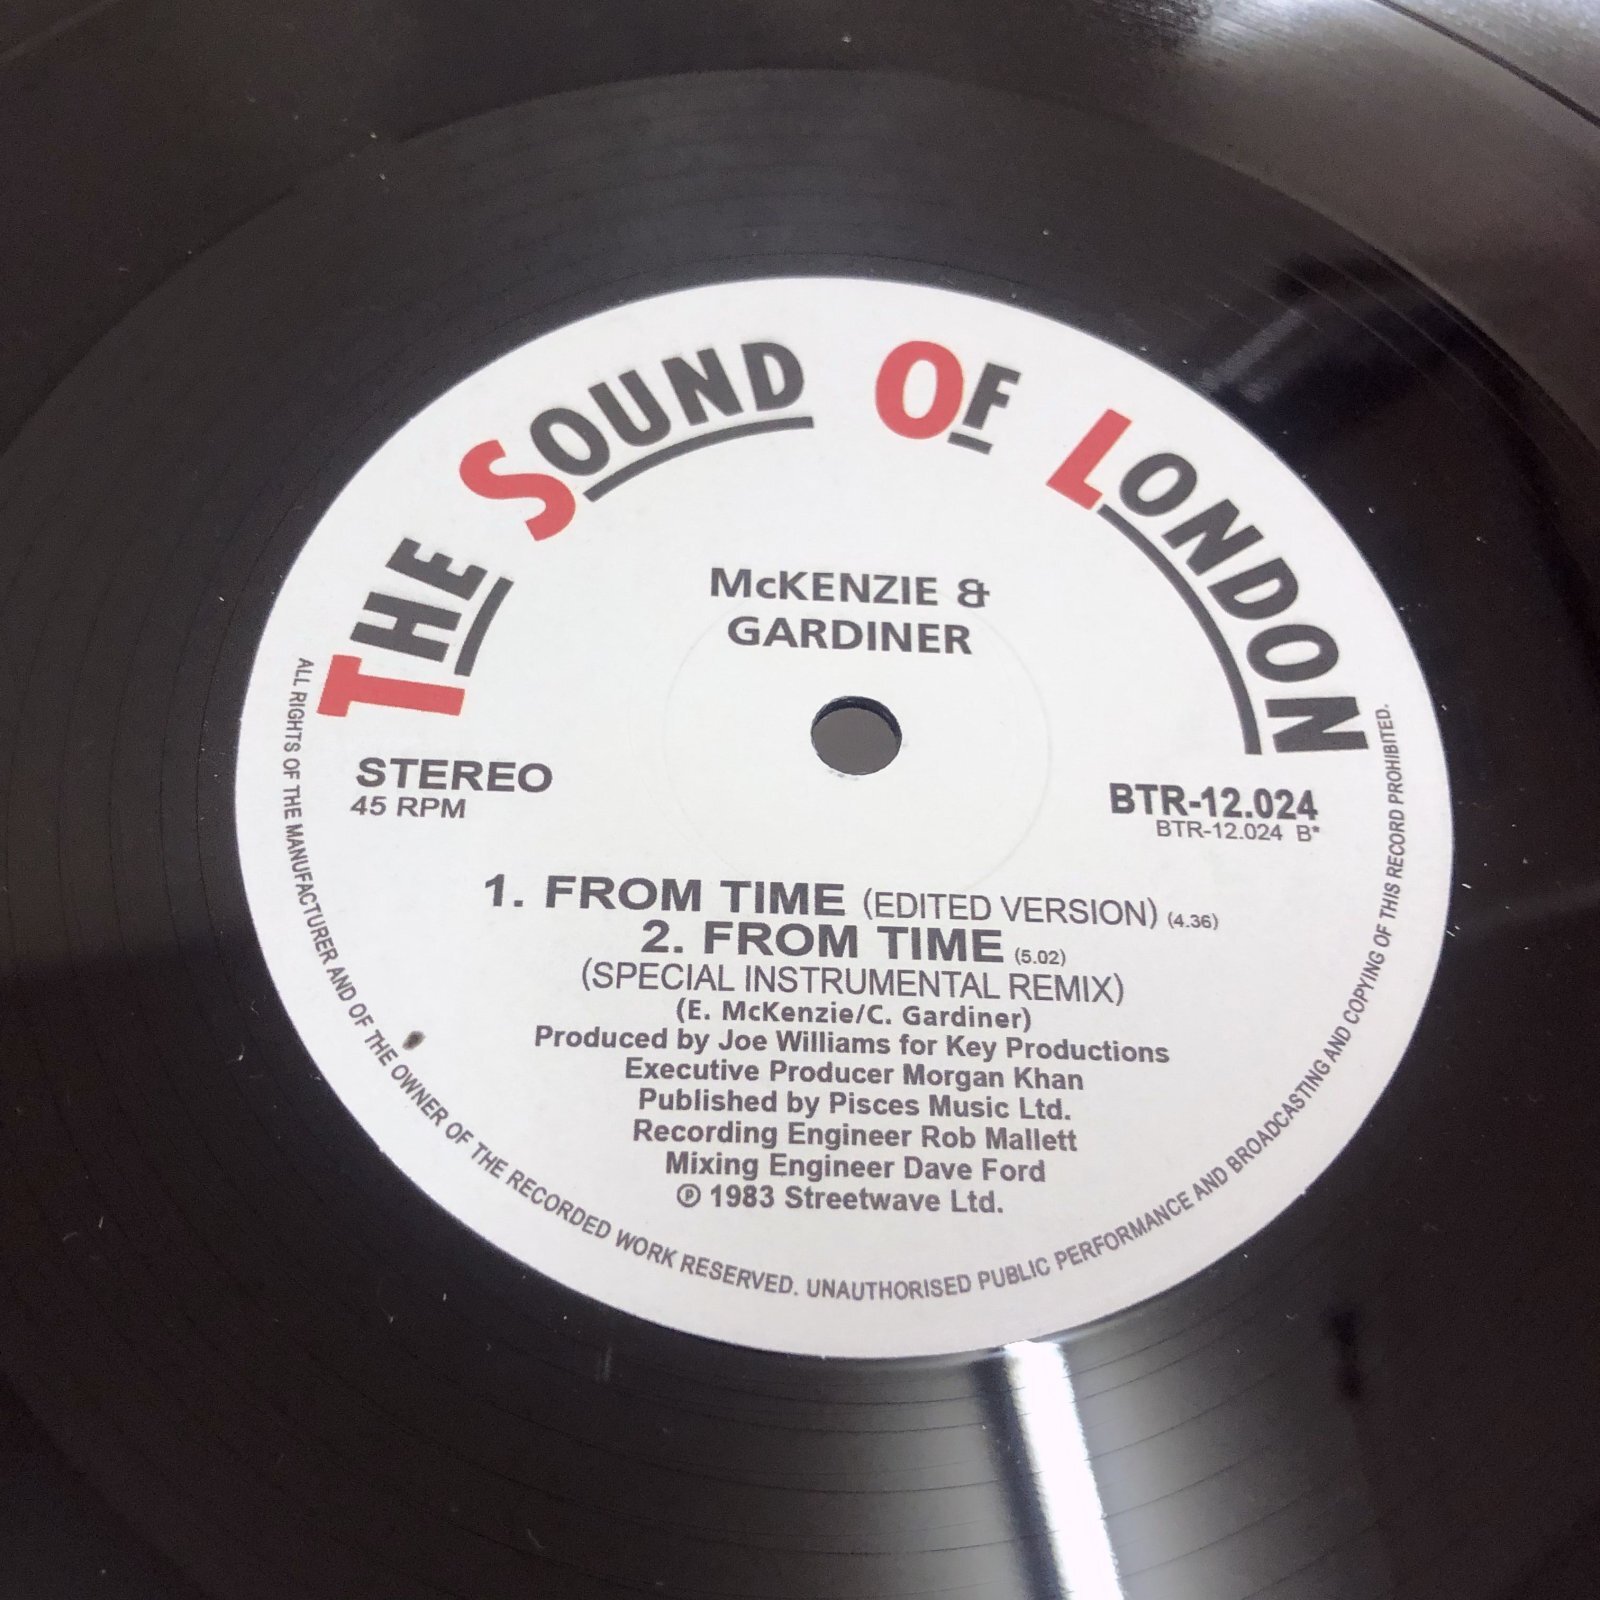 THE SOUND OF LONDON
McKENZIE &
GARDINER
STEREO
45 RPM
BTR-12.024
BTR-12.024 B*
1. FROM TIME (EDITED VERSION) (4.36)
2. FROM TIME (5.02)
(SPECIAL INSTRUMENTAL REMIX)
(E. McKenzie/C. Gardiner)
Produced by Joe Williams for Key Productions
Executive Producer Morgan Khan
Published by Pisces Music Ltd.
Recording Engineer Rob Mallett
Mixing Engineer Dave Ford
℗ 1983 Streetwave Ltd.
ALL RIGHTS OF THE MANUFACTURER AND OF THE OWNER OF THE RECORDED WORK RESERVED. UNAUTHORISED PUBLIC PERFORMANCE AND BROADCASTING AND COPYING OF THIS RECORD PROHIBITED.